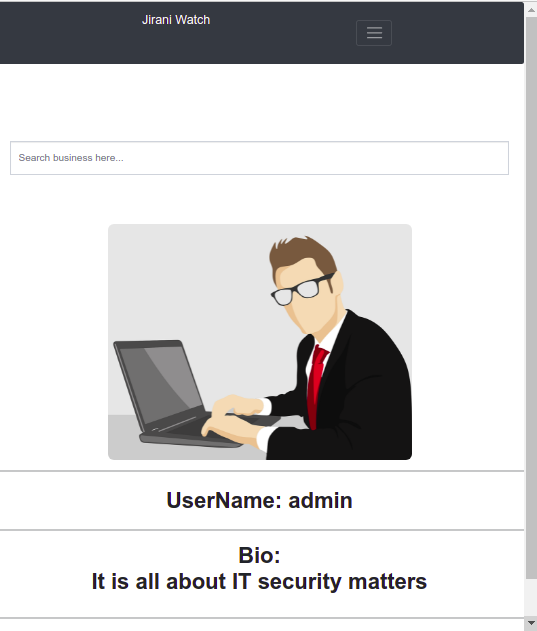 Jirani Watch
Search business here...
UserName: admin
Bio:
It is all about IT security matters